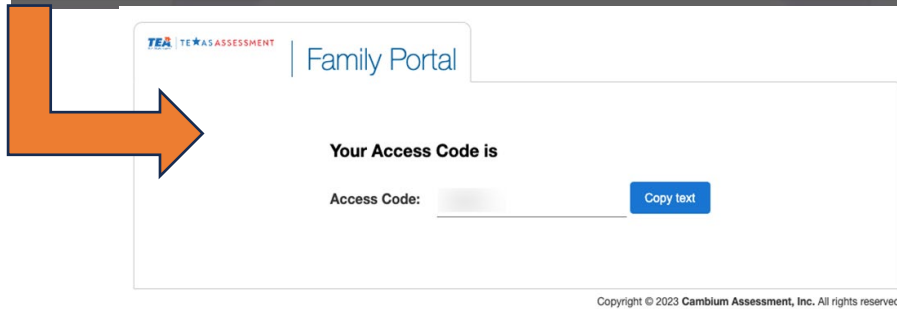 TEA TEXAS ASSESSMENT
Family Portal
Your Access Code is
Access Code:
Copy text
Copyright © 2023 Cambium Assessment, Inc. All rights reserved